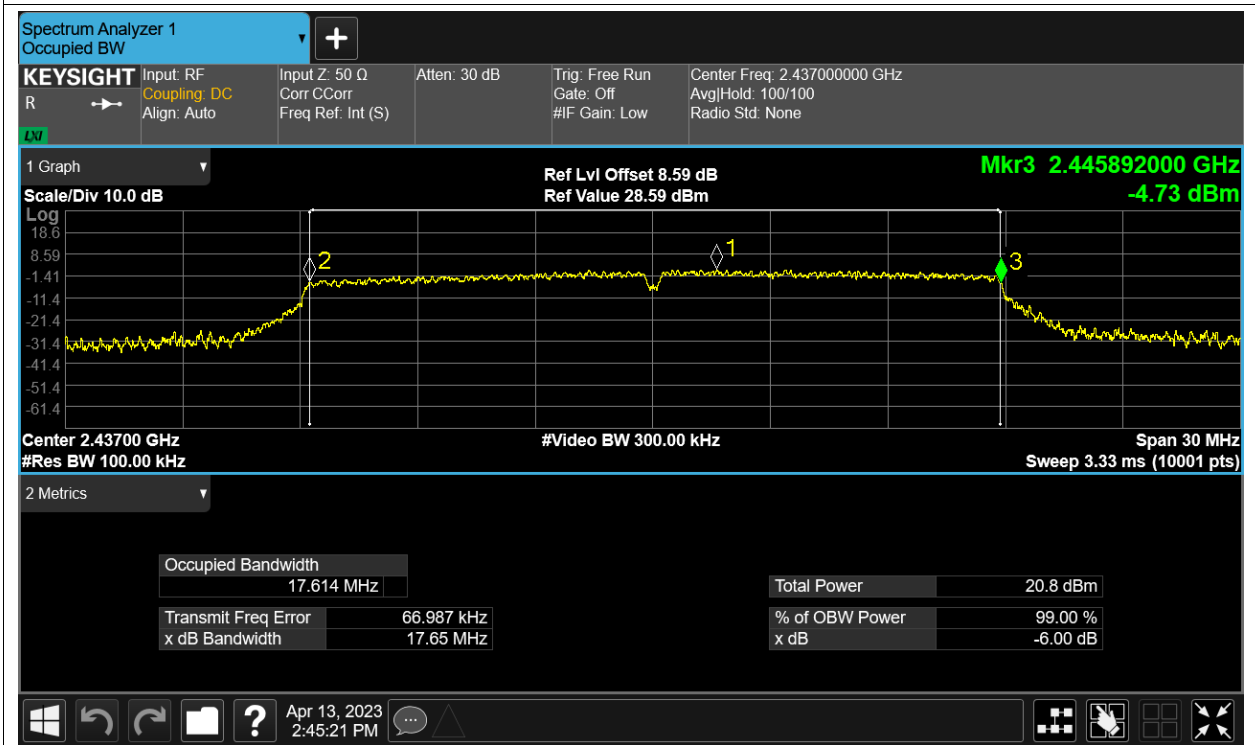 Spectrum Analyzer 1
Occupied BW
KEYSIGHT
R
LXI
Input: RF
Coupling: DC
Align: Auto
Input Z: 50 Ω
Corr CCorr
Freq Ref: Int (S)
Atten: 30 dB
Trig: Free Run
Gate: Off
#IF Gain: Low
Center Freq: 2.437000000 GHz
Avg|Hold: 100/100
Radio Std: None
1 Graph
Scale/Div 10.0 dB
Ref Lvl Offset 8.59 dB
Ref Value 28.59 dBm
Mkr3 2.445892000 GHz
-4.73 dBm
Log
18.6
8.59
-1.41
-11.4
-21.4
-31.4
-41.4
-51.4
-61.4
2
1
3
Center 2.43700 GHz
#Res BW 100.00 kHz
#Video BW 300.00 kHz
Span 30 MHz
Sweep 3.33 ms (10001 pts)
2 Metrics
Occupied Bandwidth
17.614 MHz
Transmit Freq Error 66.987 kHz
x dB Bandwidth 17.65 MHz
Total Power 20.8 dBm
% of OBW Power 99.00 %
x dB -6.00 dB
?
Apr 13, 2023
2:45:21 PM